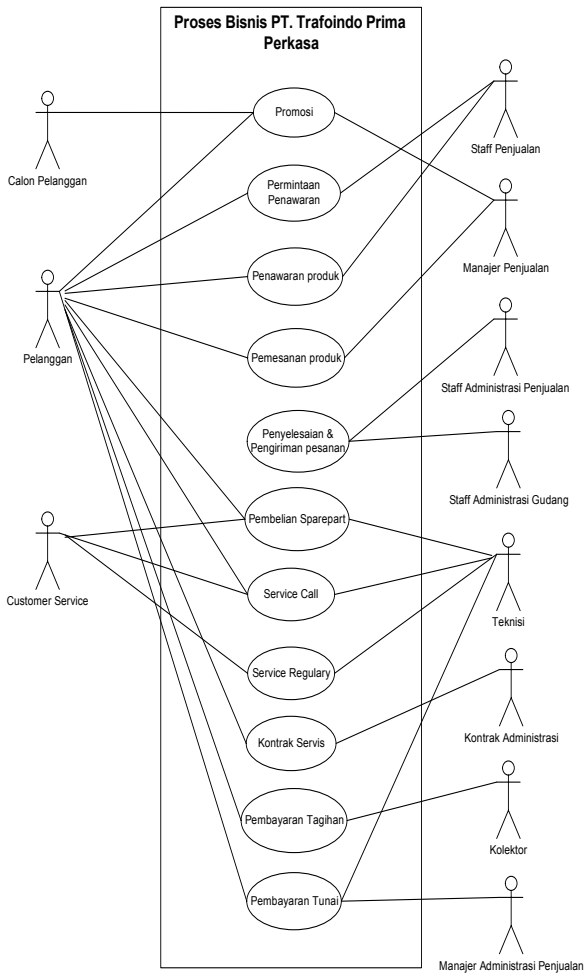 Proses Bisnis PT. Trafoindo Prima
Perkasa
Calon Pelanggan
Pelanggan
Customer Service
Promosi
Permintaan
Penawaran
Penawaran produk
Pemesanan produk
Penyelesaian &
Pengiriman pesanan
Pembelian Sparepart
Service Call
Service Regulary
Kontrak Servis
Pembayaran Tagihan
Pembayaran Tunai
Staff Penjualan
Manajer Penjualan
Staff Administrasi Penjualan
Staff Administrasi Gudang
Teknisi
Kontrak Administrasi
Kolektor
Manajer Administrasi Penjualan